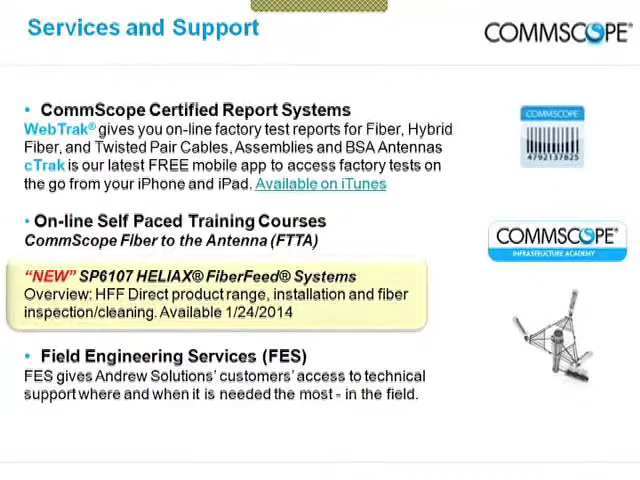 Services and Support
COMMSCOPE®
• CommScope Certified Report Systems
WebTrak® gives you on-line factory test reports for Fiber, Hybrid
Fiber, and Twisted Pair Cables, Assemblies and BSA Antennas
cTrak is our latest FREE mobile app to access factory tests on
the go from your iPhone and iPad. Available on iTunes
COMMSCOPE
4792137825
• On-line Self Paced Training Courses
CommScope Fiber to the Antenna (FTTA)
COMMSCOPE®
INFRASTRUCTURE ACADEMY
“NEW” SP6107 HELIAX® FiberFeed® Systems
Overview: HFF Direct product range, installation and fiber
inspection/cleaning. Available 1/24/2014
• Field Engineering Services (FES)
FES gives Andrew Solutions’ customers’ access to technical
support where and when it is needed the most - in the field.